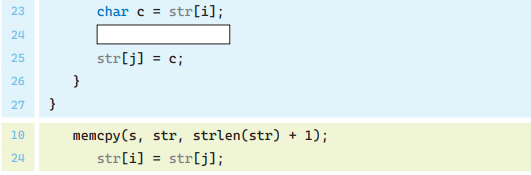 23 char c = str[i];
24
25 str[j] = c;
26 }
27 }
10 memcpy(s, str, strlen(str) + 1);
24 str[i] = str[j];